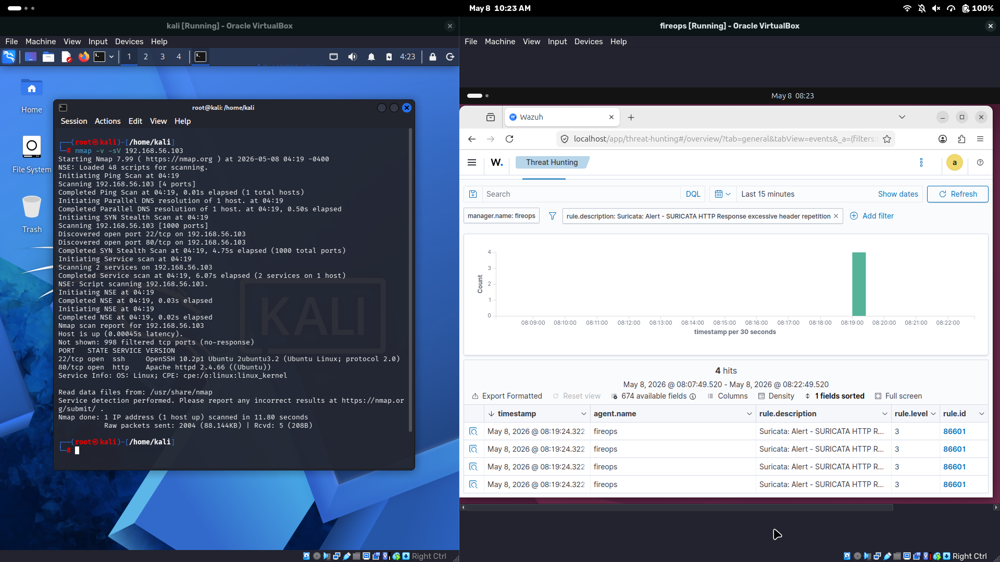 May 8  10:23 AM
100%
kali [Running] - Oracle VirtualBox
File Machine View Input Devices Help
1 2 3 4
4:23
Home
File System
Trash
root@kali: /home/kali
Session Actions Edit View Help
┌──(root㉿kali)-[/home/kali]
└─# nmap -v -sV 192.168.56.103
Starting Nmap 7.99 ( https://nmap.org ) at 2026-05-08 04:19 -0400
NSE: Loaded 48 scripts for scanning.
Initiating Ping Scan at 04:19
Scanning 192.168.56.103 [4 ports]
Completed Ping Scan at 04:19, 0.01s elapsed (1 total hosts)
Initiating Parallel DNS resolution of 1 host. at 04:19
Completed Parallel DNS resolution of 1 host. at 04:19, 0.50s elapsed
Initiating SYN Stealth Scan at 04:19
Scanning 192.168.56.103 [1000 ports]
Discovered open port 22/tcp on 192.168.56.103
Discovered open port 80/tcp on 192.168.56.103
Completed SYN Stealth Scan at 04:19, 4.75s elapsed (1000 total ports)
Initiating Service scan at 04:19
Scanning 2 services on 192.168.56.103
Completed Service scan at 04:19, 6.07s elapsed (2 services on 1 host)
NSE: Script scanning 192.168.56.103.
Initiating NSE at 04:19
Completed NSE at 04:19, 0.03s elapsed
Initiating NSE at 04:19
Completed NSE at 04:19, 0.02s elapsed
Nmap scan report for 192.168.56.103
Host is up (0.00045s latency).
Not shown: 998 filtered tcp ports (no-response)
PORT   STATE SERVICE VERSION
22/tcp open  ssh     OpenSSH 10.2p1 Ubuntu 2ubuntu3.2 (Ubuntu Linux; protocol 2.0)
80/tcp open  http    Apache httpd 2.4.66 ((Ubuntu))
Service Info: OS: Linux; CPE: cpe:/o:linux:linux_kernel
Read data files from: /usr/share/nmap
Service detection performed. Please report any incorrect results at https://nmap.or
g/submit/ .
Nmap done: 1 IP address (1 host up) scanned in 11.80 seconds
Raw packets sent: 2004 (88.144KB) | Rcvd: 5 (208B)
┌──(root㉿kali)-[/home/kali]
└─#
KALI
Right Ctrl
fireops [Running] - Oracle VirtualBox
File Machine View Input Devices Help
May 8  08:23
Wazuh
localhost/app/threat-hunting#/overview/?tab=general&tabView=events&_a=(filters:
W.
Threat Hunting
a
Search
DQL
Last 15 minutes
Show dates
Refresh
manager.name: fireops
rule.description: Suricata: Alert - SURICATA HTTP Response excessive header repetition
Add filter
Count
4
3
2
1
0
08:09:00 08:10:00 08:11:00 08:12:00 08:13:00 08:14:00 08:15:00 08:16:00 08:17:00 08:18:00 08:19:00 08:20:00 08:21:00 08:22:00
timestamp per 30 seconds
4 hits
May 8, 2026 @ 08:07:49.520 - May 8, 2026 @ 08:22:49.520
Export Formatted Reset view 674 available fields Columns Density 1 fields sorted Full screen
timestamp agent.name rule.description rule.level rule.id
May 8, 2026 @ 08:19:24.322 fireops Suricata: Alert - SURICATA HTTP R... 3 86601
May 8, 2026 @ 08:19:24.322 fireops Suricata: Alert - SURICATA HTTP R... 3 86601
May 8, 2026 @ 08:19:24.322 fireops Suricata: Alert - SURICATA HTTP R... 3 86601
May 8, 2026 @ 08:19:24.322 fireops Suricata: Alert - SURICATA HTTP R... 3 86601
Right Ctrl